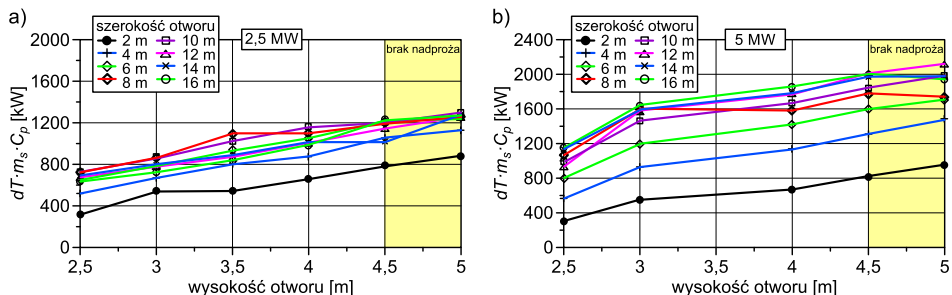 a)
szerokość otworu
2 m 10 m
4 m 12 m
6 m 14 m
8 m 16 m
2,5 MW
brak nadproża
2000
1600
1200
800
400
0
dT·mₛ·Cₚ (kW)
2,5 3 3,5 4 4,5 5
wysokość otworu [m]
b)
szerokość otworu
2 m 10 m
4 m 12 m
6 m 14 m
8 m 16 m
5 MW
brak nadproża
2400
2000
1600
1200
800
400
0
dT·mₛ·Cₚ (kW)
2,5 3 3,5 4 4,5 5
wysokość otworu [m]